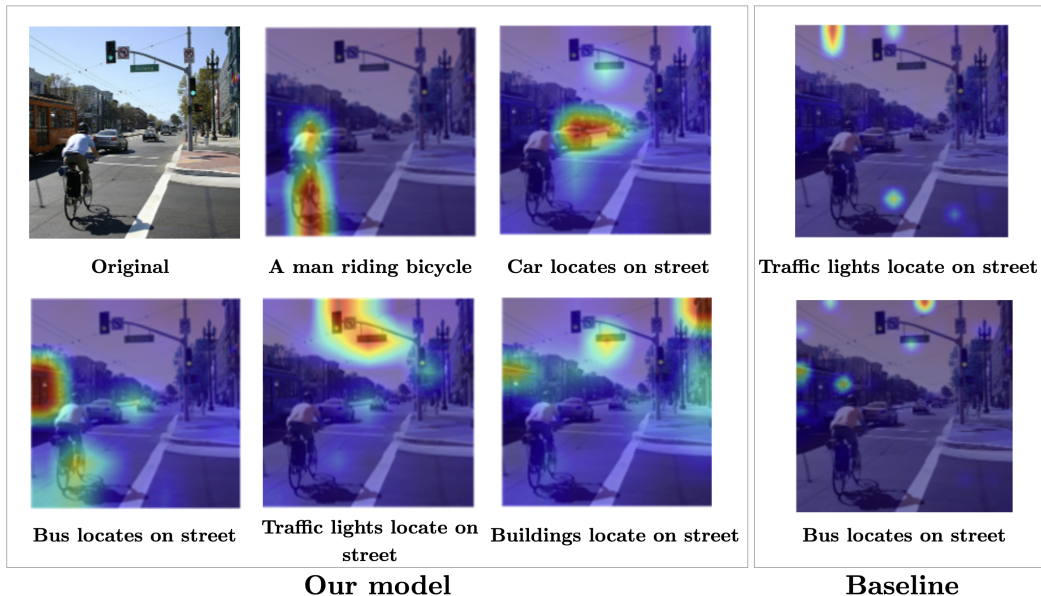 Original
A man riding bicycle
Car locates on street
Traffic lights locate on street
Bus locates on street
Traffic lights locate on
street
Buildings locate on street
Bus locates on street
Our model
Baseline